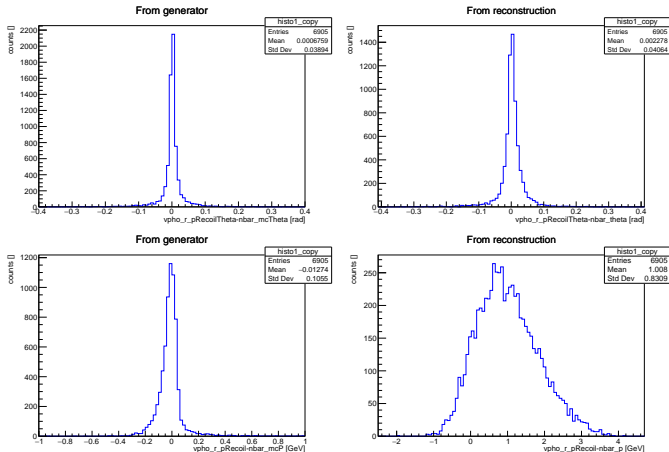 From generator
histo1_copy
Entries 6905
Mean 0.0006759
Std Dev 0.03894
counts []
2200
2000
1800
1600
1400
1200
1000
800
600
400
200
0
−0.4 −0.3 −0.2 −0.1 0 0.1 0.2 0.3 0.4
vpho_r_pRecoilTheta-nbar_mcTheta [rad]
From reconstruction
histo1_copy
Entries 6905
Mean 0.002278
Std Dev 0.04064
counts []
1400
1200
1000
800
600
400
200
0
−0.4 −0.3 −0.2 −0.1 0 0.1 0.2 0.3 0.4
vpho_r_pRecoilTheta-nbar_theta [rad]
From generator
histo1_copy
Entries 6905
Mean −0.01274
Std Dev 0.1055
counts []
1200
1000
800
600
400
200
0
−1 −0.8 −0.6 −0.4 −0.2 0 0.2 0.4 0.6 0.8 1
vpho_r_pRecoil-nbar_mcP [GeV]
From reconstruction
histo1_copy
Entries 6905
Mean 1.008
Std Dev 0.8309
counts []
250
200
150
100
50
0
−2 −1 0 1 2 3 4
vpho_r_pRecoil-nbar_p [GeV]